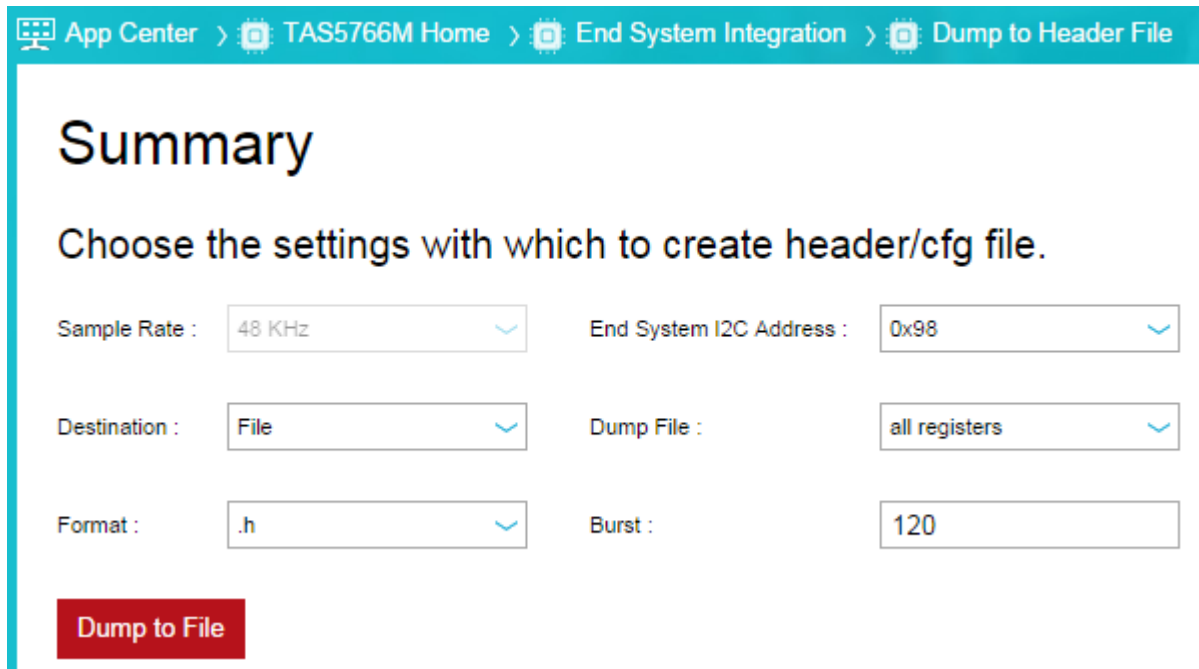 App Center > TAS5766M Home > End System Integration > Dump to Header File
Summary
Choose the settings with which to create header/cfg file.
Sample Rate : 48 KHz End System I2C Address : 0x98
Destination : File Dump File : all registers
Format : .h Burst : 120
Dump to File